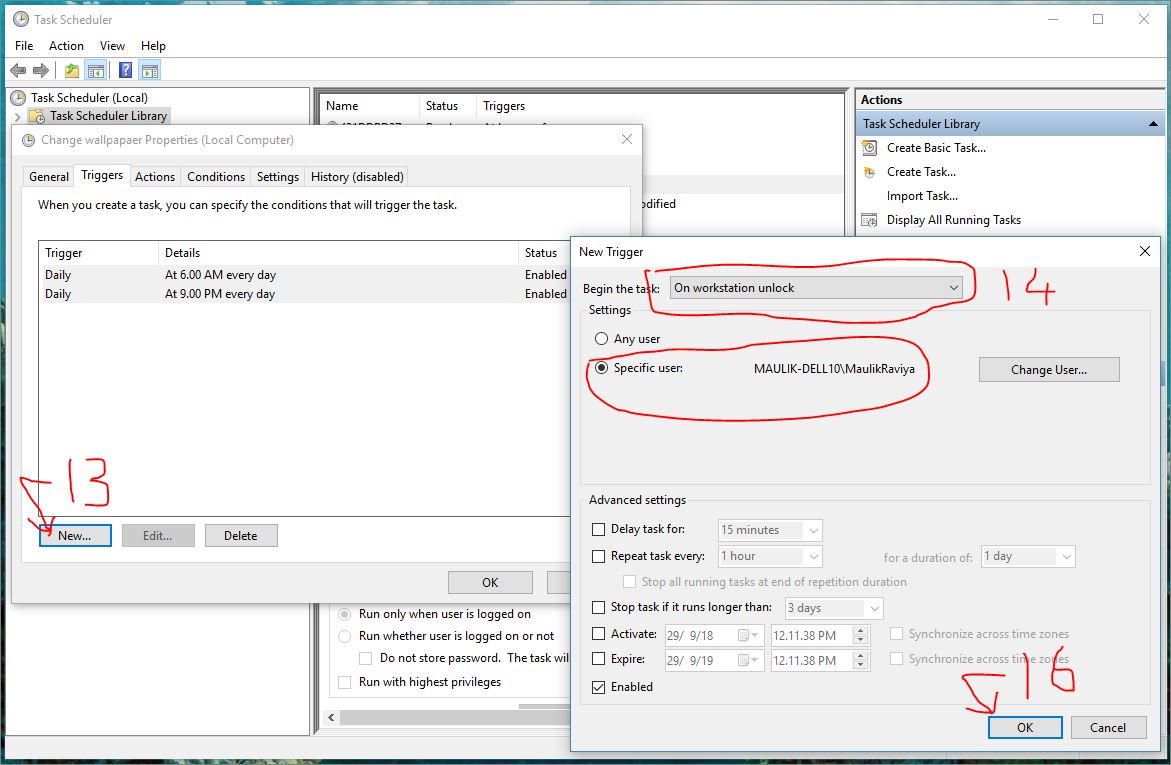 Task Scheduler
File Action View Help
Task Scheduler (Local)
Task Scheduler Library
Name Status Triggers
Actions
Task Scheduler Library
Create Basic Task...
Create Task...
Import Task...
Display All Running Tasks
Change wallpapaer Properties (Local Computer)
General Triggers Actions Conditions Settings History (disabled)
When you create a task, you can specify the conditions that will trigger the task.
Trigger Details Status
Daily At 6.00 AM every day Enabled
Daily At 9.00 PM every day Enabled
13
New... Edit... Delete
OK
Run only when user is logged on
Run whether user is logged on or not
Do not store password. The task wil
Run with highest privileges
New Trigger
Begin the task: On workstation unlock
14
Settings
Any user
Specific user: MAULIK-DELL10\MaulikRaviya Change User...
Advanced settings
Delay task for: 15 minutes
Repeat task every: 1 hour for a duration of: 1 day
Stop all running tasks at end of repetition duration
Stop task if it runs longer than: 3 days
Activate: 29/ 9/18 12.11.38 PM Synchronize across time zones
Expire: 29/ 9/19 12.11.38 PM Synchronize across time zones
Enabled
16
OK Cancel